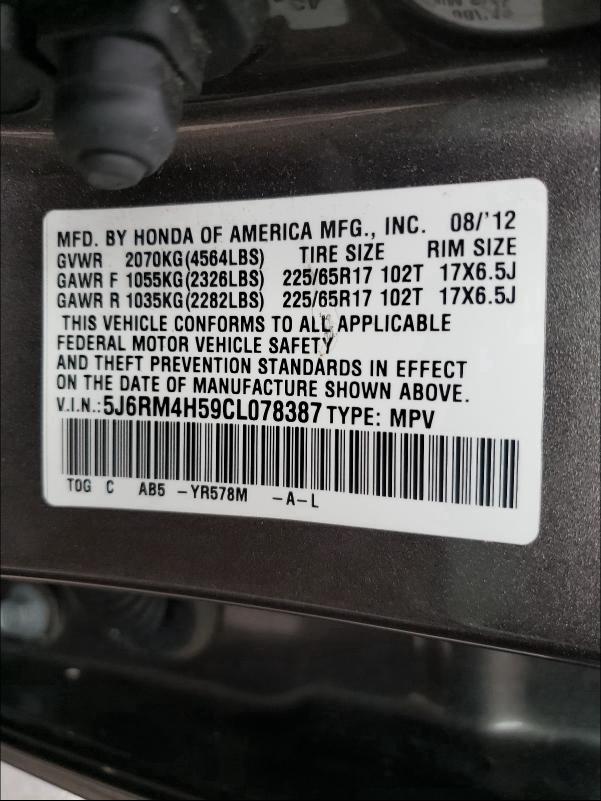 MFD. BY HONDA OF AMERICA MFG., INC. 08/'12
GVWR 2070KG(4564LBS) TIRE SIZE RIM SIZE
GAWR F 1055KG(2326LBS) 225/65R17 102T 17X6.5J
GAWR R 1035KG(2282LBS) 225/65R17 102T 17X6.5J
THIS VEHICLE CONFORMS TO ALL APPLICABLE
FEDERAL MOTOR VEHICLE SAFETY
AND THEFT PREVENTION STANDARDS IN EFFECT
ON THE DATE OF MANUFACTURE SHOWN ABOVE.
V.I.N.:5J6RM4H59CL078387 TYPE: MPV
TOG C AB5 -YR578M -A-L